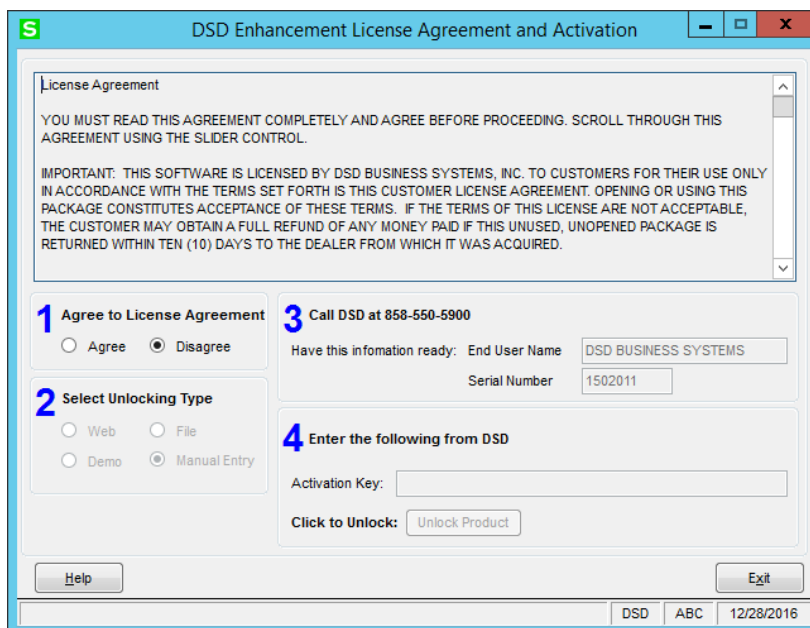 S DSD Enhancement License Agreement and Activation
License Agreement
YOU MUST READ THIS AGREEMENT COMPLETELY AND AGREE BEFORE PROCEEDING. SCROLL THROUGH THIS
AGREEMENT USING THE SLIDER CONTROL.
IMPORTANT: THIS SOFTWARE IS LICENSED BY DSD BUSINESS SYSTEMS, INC. TO CUSTOMERS FOR THEIR USE ONLY
IN ACCORDANCE WITH THE TERMS SET FORTH IS THIS CUSTOMER LICENSE AGREEMENT. OPENING OR USING THIS
PACKAGE CONSTITUTES ACCEPTANCE OF THESE TERMS. IF THE TERMS OF THIS LICENSE ARE NOT ACCEPTABLE,
THE CUSTOMER MAY OBTAIN A FULL REFUND OF ANY MONEY PAID IF THIS UNUSED, UNOPENED PACKAGE IS
RETURNED WITHIN TEN (10) DAYS TO THE DEALER FROM WHICH IT WAS ACQUIRED.
1 Agree to License Agreement
Agree Disagree
2 Select Unlocking Type
Web File
Demo Manual Entry
3 Call DSD at 858-550-5900
Have this infomation ready: End User Name DSD BUSINESS SYSTEMS
Serial Number 1502011
4 Enter the following from DSD
Activation Key:
Click to Unlock: Unlock Product
Help Exit
DSD ABC 12/28/2016